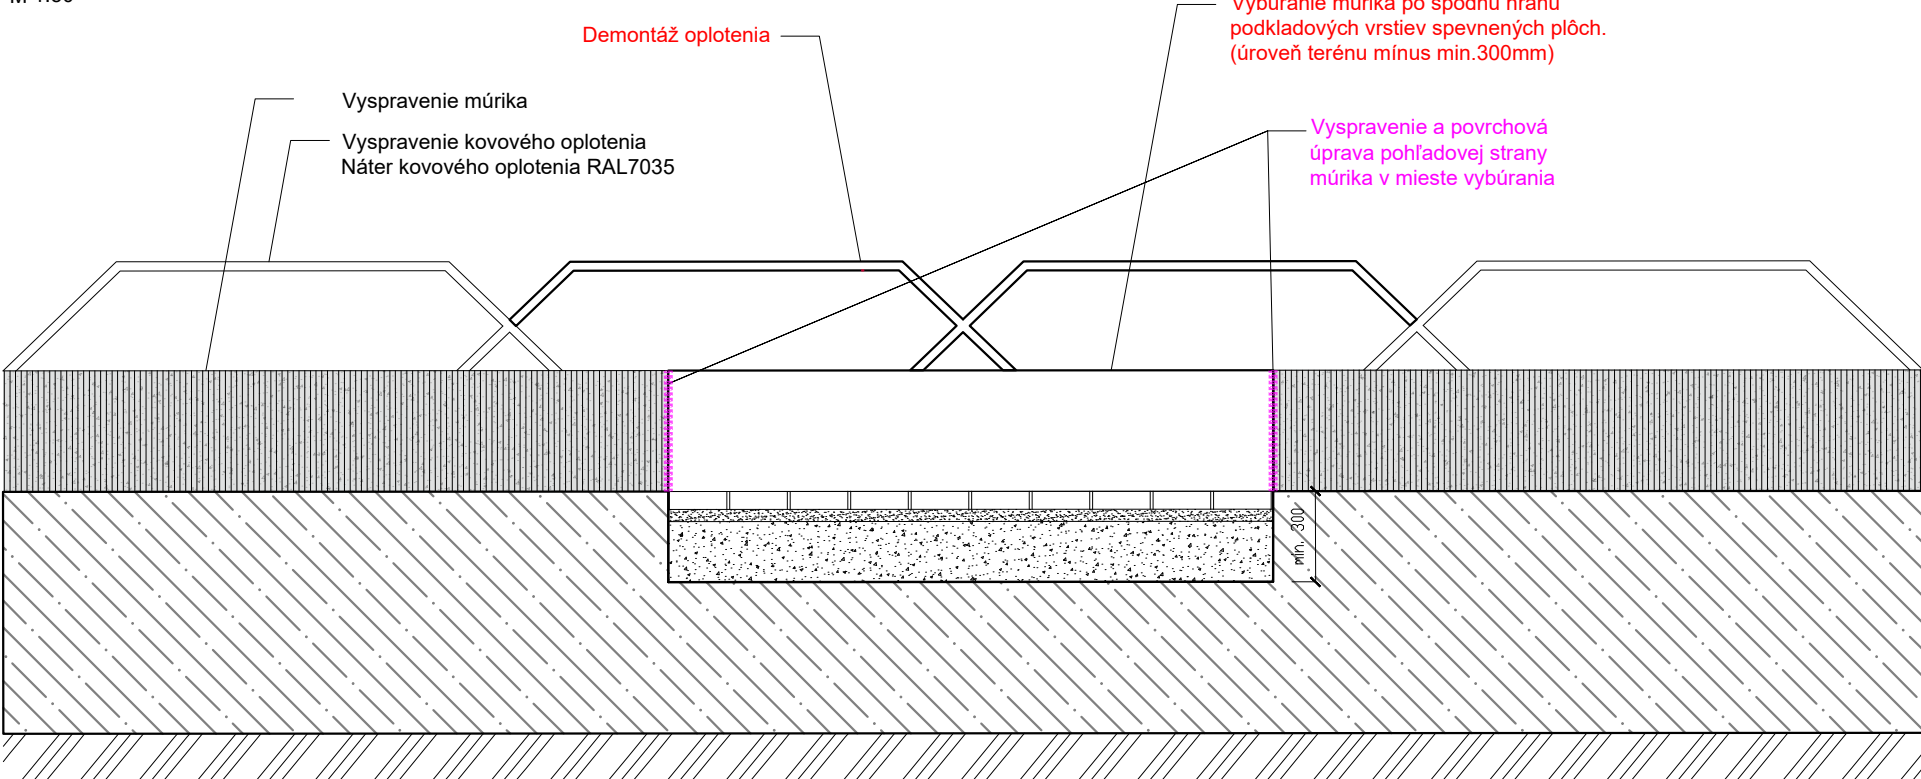 Vybúranie múrika po spodnú hranu
podkladových vrstiev spevnených plôch.
(úroveň terénu mínus min.300mm)
Demontáž oplotenia
Vyspravenie múrika
Vyspravenie kovového oplotenia
Náter kovového oplotenia RAL7035
Vyspravenie a povrchová
úprava pohľadovej strany
múrika v mieste vybúrania
min. 300